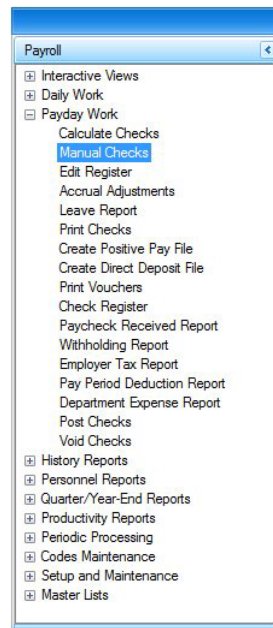 Payroll
Interactive Views
Daily Work
Payday Work
Calculate Checks
Manual Checks
Edit Register
Accrual Adjustments
Leave Report
Print Checks
Create Positive Pay File
Create Direct Deposit File
Print Vouchers
Check Register
Paycheck Received Report
Withholding Report
Employer Tax Report
Pay Period Deduction Report
Department Expense Report
Post Checks
Void Checks
History Reports
Personnel Reports
Quarter/Year-End Reports
Productivity Reports
Periodic Processing
Codes Maintenance
Setup and Maintenance
Master Lists